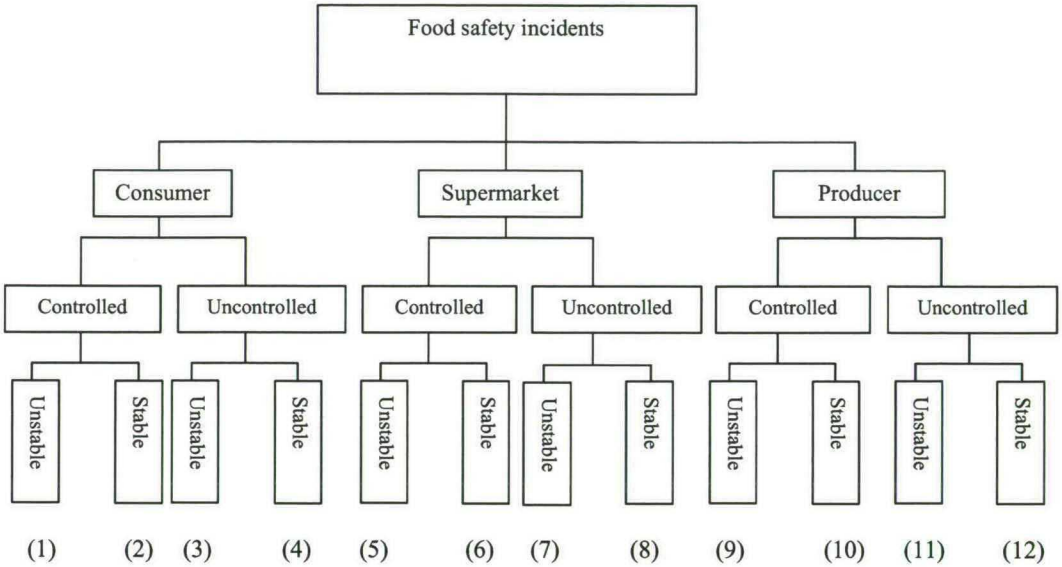 Food safety incidents
Consumer Supermarket Producer
Controlled Uncontrolled Controlled Uncontrolled Controlled Uncontrolled
Unstable Stable Unstable Stable Unstable Stable Unstable Stable Unstable Stable Unstable Stable
(1) (2) (3) (4) (5) (6) (7) (8) (9) (10) (11) (12)